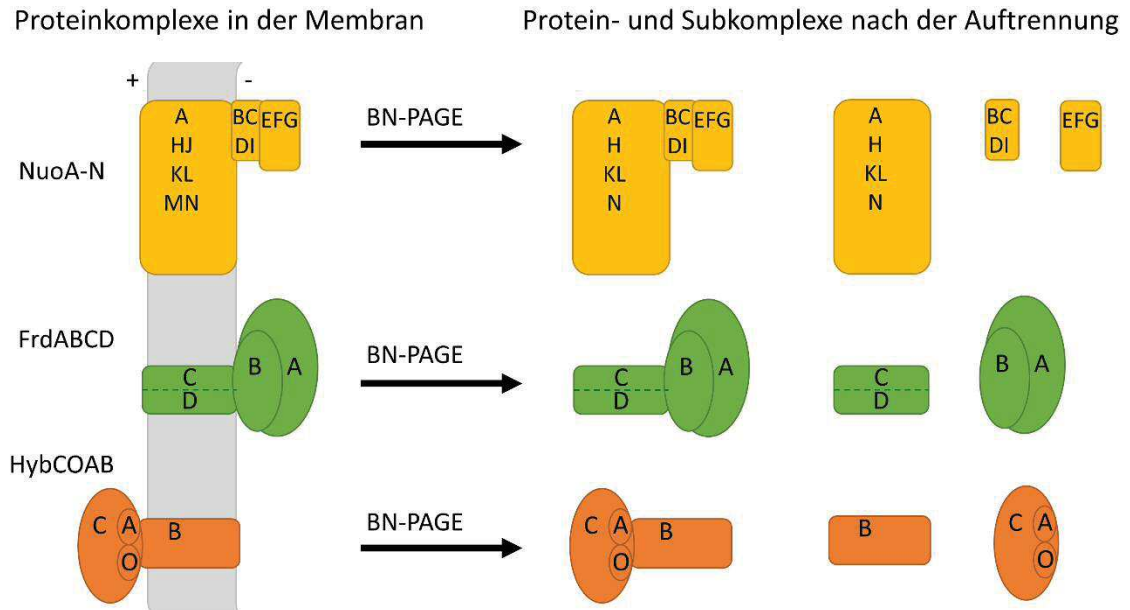 Proteinkomplexe in der Membran
Protein- und Subkomplexe nach der Auftrennung
+ -
NuoA-N
A
HJ
KL
MN
BC
DI
EFG
BN-PAGE
A
H
KL
N
BC
DI
EFG
A
H
KL
N
BC
DI
EFG
FrdABCD
C
D
B A
BN-PAGE
C
D
B A
C
D
B A
HybCOAB
C A B
O
BN-PAGE
C A B
O
B
C A
O